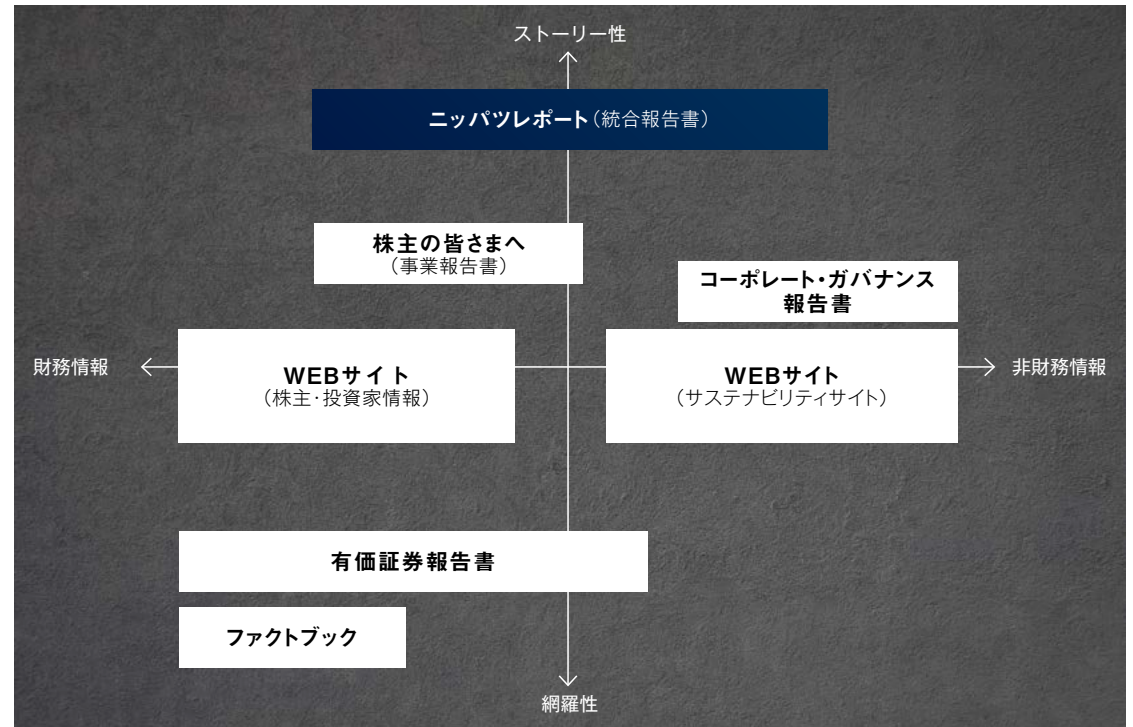 ストーリー性
ニッパツレポート（統合報告書）
株主の皆さまへ
（事業報告書）
コーポレート・ガバナンス
報告書
財務情報
WEBサイト
（株主・投資家情報）
WEBサイト
（サステナビリティサイト）
非財務情報
有価証券報告書
ファクトブック
網羅性